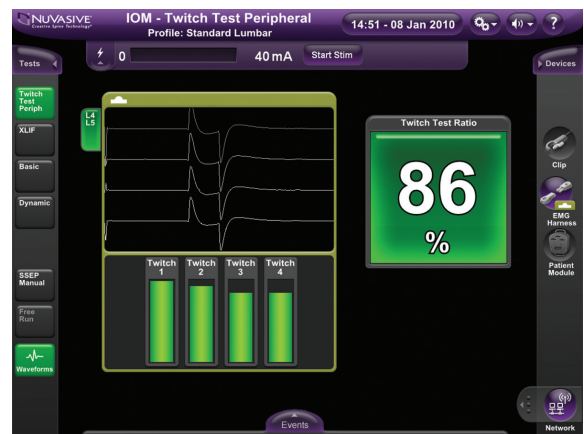 NUVASIVE
Creative Spine Technology®
IOM - Twitch Test Peripheral
Profile: Standard Lumbar
14:51 - 08 Jan 2010
?
Tests
0
40 mA
Start Stim
Devices
Twitch
Test
Periph
XLIF
Basic
Dynamic
SSEP
Manual
Free
Run
Waveforms
L4
L5
Twitch
1
Twitch
2
Twitch
3
Twitch
4
Twitch Test Ratio
86
%
Clip
EMG
Harness
Patient
Module
Events
Network